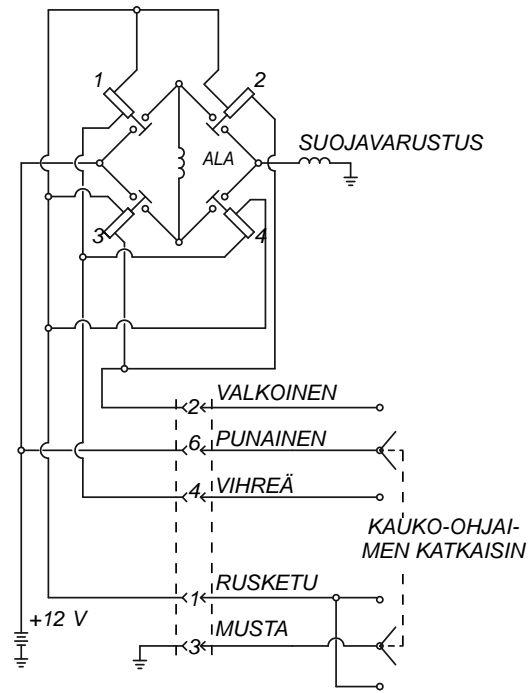 1
2
SUOJAVARUSTUS
ALA
3
4
2 VALKOINEN
6 PUNAINEN
4 VIHREÄ
KAUKO-OHJAI-
MEN KATKAISIN
1 RUSKETU
+12 V
3 MUSTA